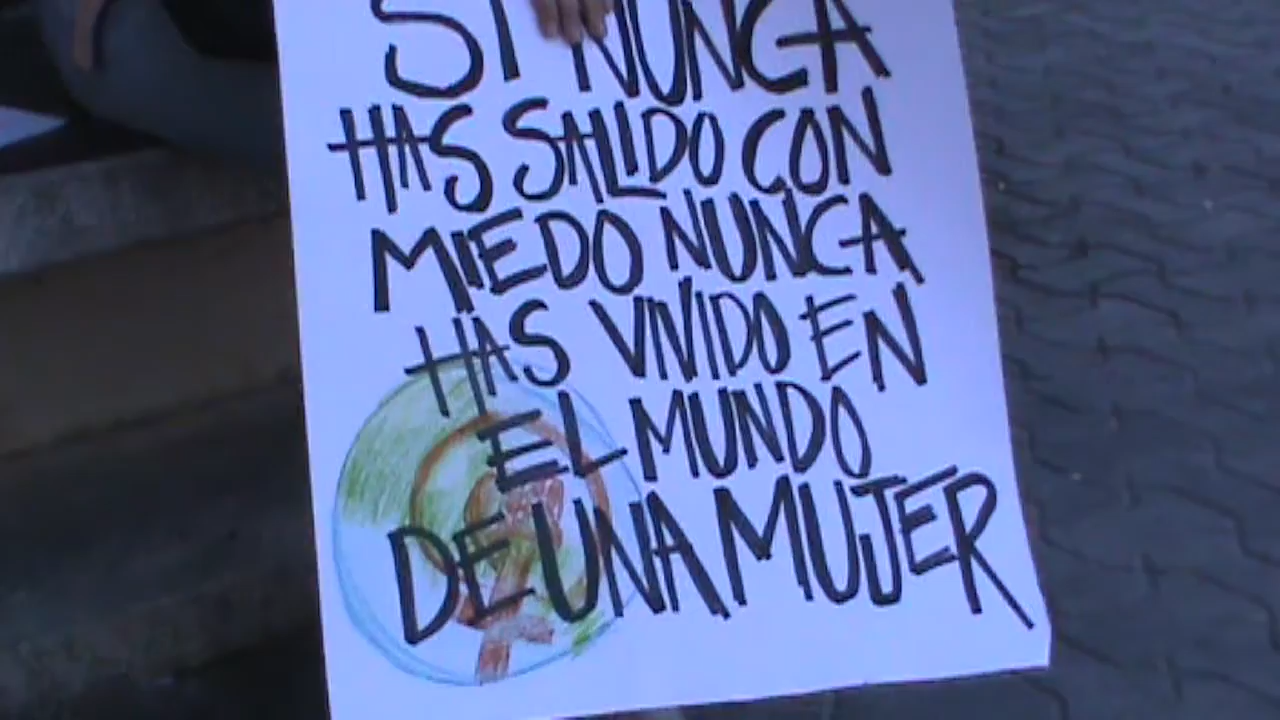 SI NUNCA
HAS SALIDO CON
MIEDO NUNCA
HAS VIVIDO EN
EL MUNDO
DE UNA MUJER